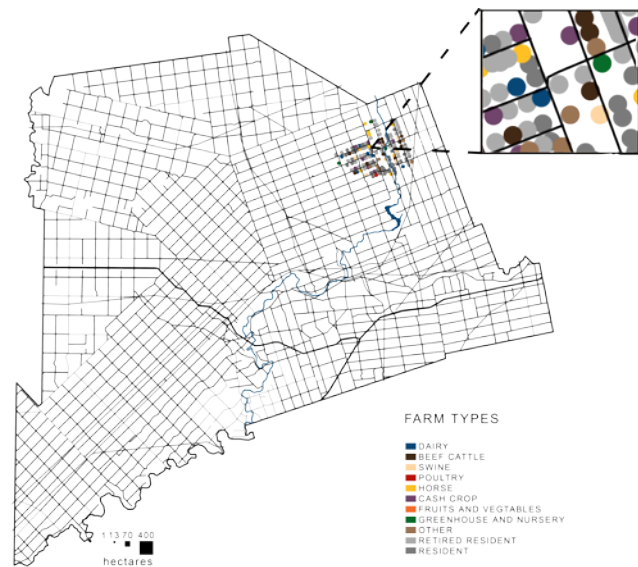 FARM TYPES
DAIRY
BEEF CATTLE
SWINE
POULTRY
HORSE
CASH CROP
FRUITS AND VEGTABLES
GREENHOUSE AND NURSERY
OTHER
RETIRED RESIDENT
RESIDENT
1 13 70 400
hectares